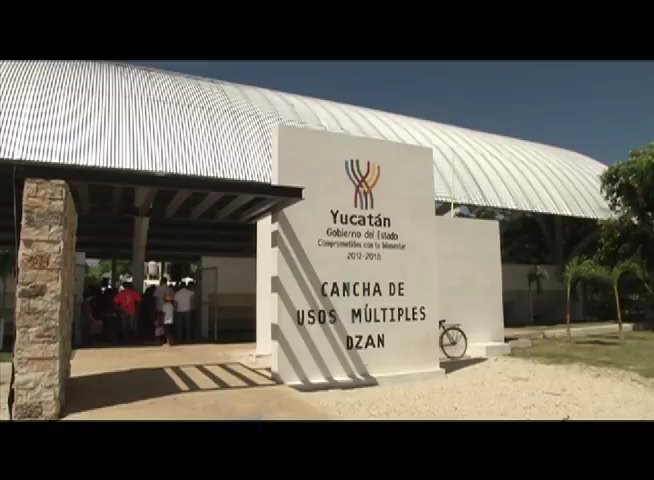 Yucatán
Gobierno del Estado
Comprometidos con tu bienestar
2012-2018
CANCHA DE
USOS MÚLTIPLES
DZAN